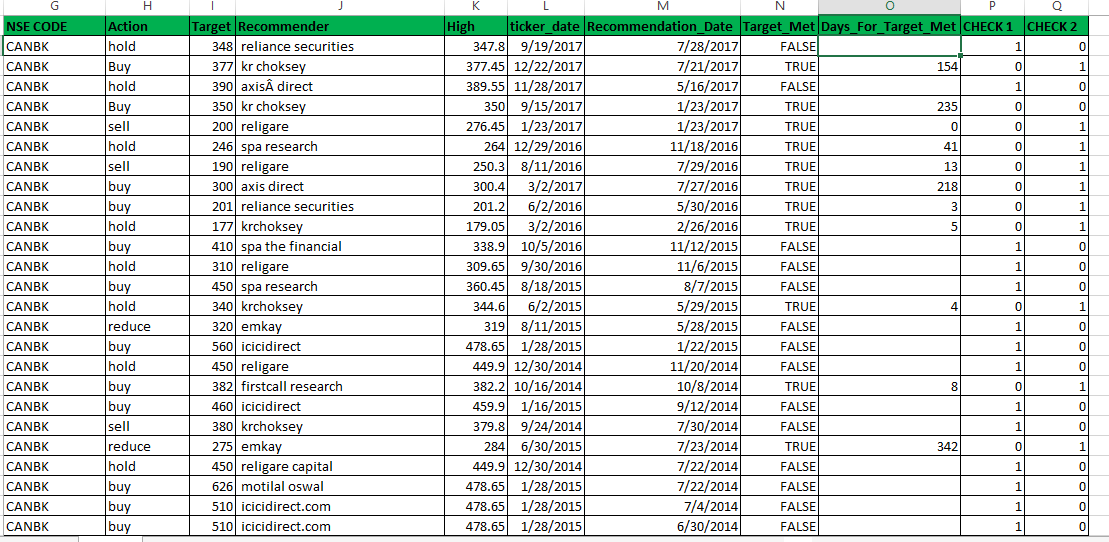 G H I J K L M N O P Q
NSE CODE Action Target Recommender High ticker_date Recommendation_Date Target_Met Days_For_Target_Met CHECK 1 CHECK 2
CANBK hold 348 reliance securities 347.8 9/19/2017 7/28/2017 FALSE 1 0
CANBK Buy 377 kr choksey 377.45 12/22/2017 7/21/2017 TRUE 154 0 1
CANBK hold 390 axisÂ direct 389.55 11/28/2017 5/16/2017 FALSE 1 0
CANBK Buy 350 kr choksey 350 9/15/2017 1/23/2017 TRUE 235 0 0
CANBK sell 200 religare 276.45 1/23/2017 1/23/2017 TRUE 0 0 1
CANBK hold 246 spa research 264 12/29/2016 11/18/2016 TRUE 41 0 1
CANBK sell 190 religare 250.3 8/11/2016 7/29/2016 TRUE 13 0 1
CANBK buy 300 axis direct 300.4 3/2/2017 7/27/2016 TRUE 218 0 1
CANBK buy 201 reliance securities 201.2 6/2/2016 5/30/2016 TRUE 3 0 1
CANBK hold 177 krchoksey 179.05 3/2/2016 2/26/2016 TRUE 5 0 1
CANBK buy 410 spa the financial 338.9 10/5/2016 11/12/2015 FALSE 1 0
CANBK hold 310 religare 309.65 9/30/2016 11/6/2015 FALSE 1 0
CANBK buy 450 spa research 360.45 8/18/2015 8/7/2015 FALSE 1 0
CANBK hold 340 krchoksey 344.6 6/2/2015 5/29/2015 TRUE 4 0 1
CANBK reduce 320 emkay 319 8/11/2015 5/28/2015 FALSE 1 0
CANBK buy 560 icicidirect 478.65 1/28/2015 1/22/2015 FALSE 1 0
CANBK hold 450 religare 449.9 12/30/2014 11/20/2014 FALSE 1 0
CANBK buy 382 firstcall research 382.2 10/16/2014 10/8/2014 TRUE 8 0 1
CANBK buy 460 icicidirect 459.9 1/16/2015 9/12/2014 FALSE 1 0
CANBK sell 380 krchoksey 379.8 9/24/2014 7/30/2014 FALSE 1 0
CANBK reduce 275 emkay 284 6/30/2015 7/23/2014 TRUE 342 0 1
CANBK hold 450 religare capital 449.9 12/30/2014 7/22/2014 FALSE 1 0
CANBK buy 626 motilal oswal 478.65 1/28/2015 7/22/2014 FALSE 1 0
CANBK buy 510 icicidirect.com 478.65 1/28/2015 7/4/2014 FALSE 1 0
CANBK buy 510 icicidirect.com 478.65 1/28/2015 6/30/2014 FALSE 1 0